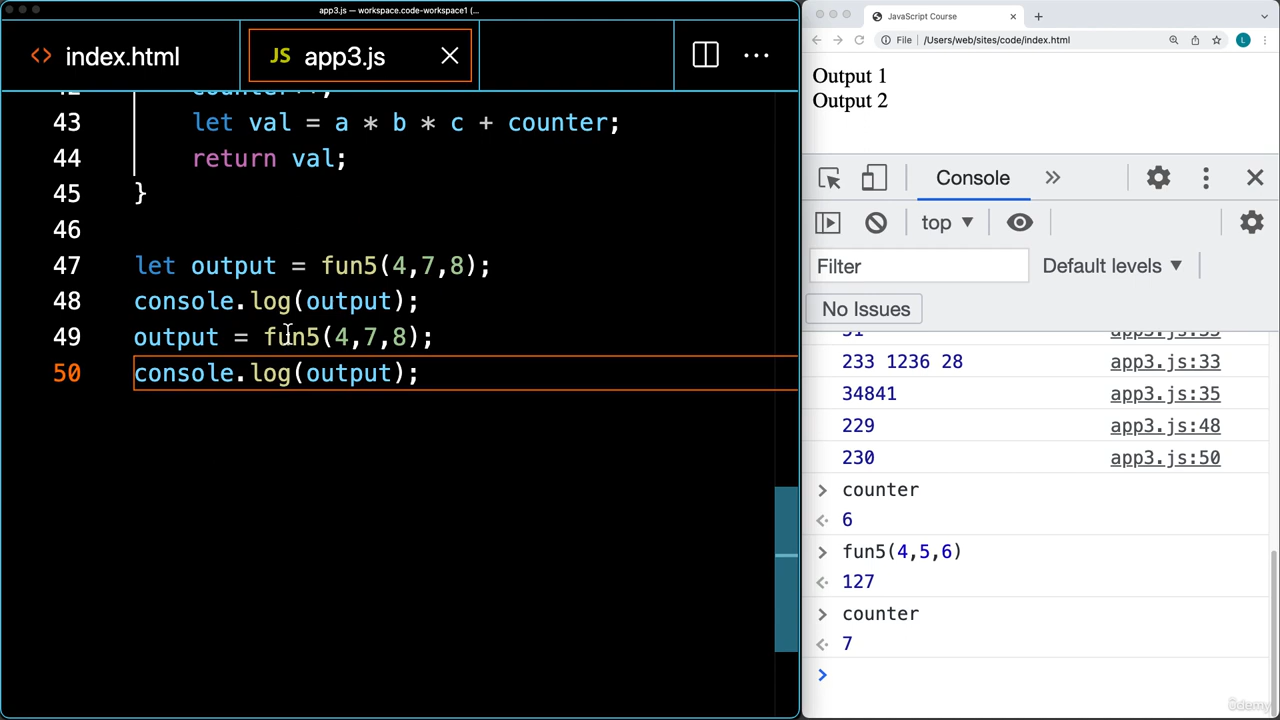 app3.js — workspace.code-workspace1 (...
index.html
JS app3.js
42 counter++;
43 let val = a * b * c + counter;
44 return val;
45 }
46
47 let output = fun5(4,7,8);
48 console.log(output);
49 output = fun5(4,7,8);
50 console.log(output);
JavaScript Course
File /Users/web/sites/code/index.html L
Output 1
Output 2
Console
top
Filter Default levels
No Issues
233 1236 28 app3.js:33
34841 app3.js:35
229 app3.js:48
230 app3.js:50
counter
6
fun5(4,5,6)
127
counter
7
ûdemy